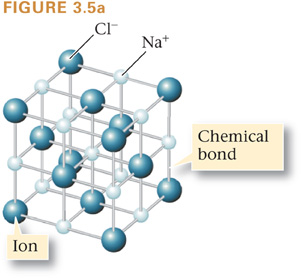 FIGURE 3.5a
Cl⁻
Na⁺
Chemical
bond
Ion